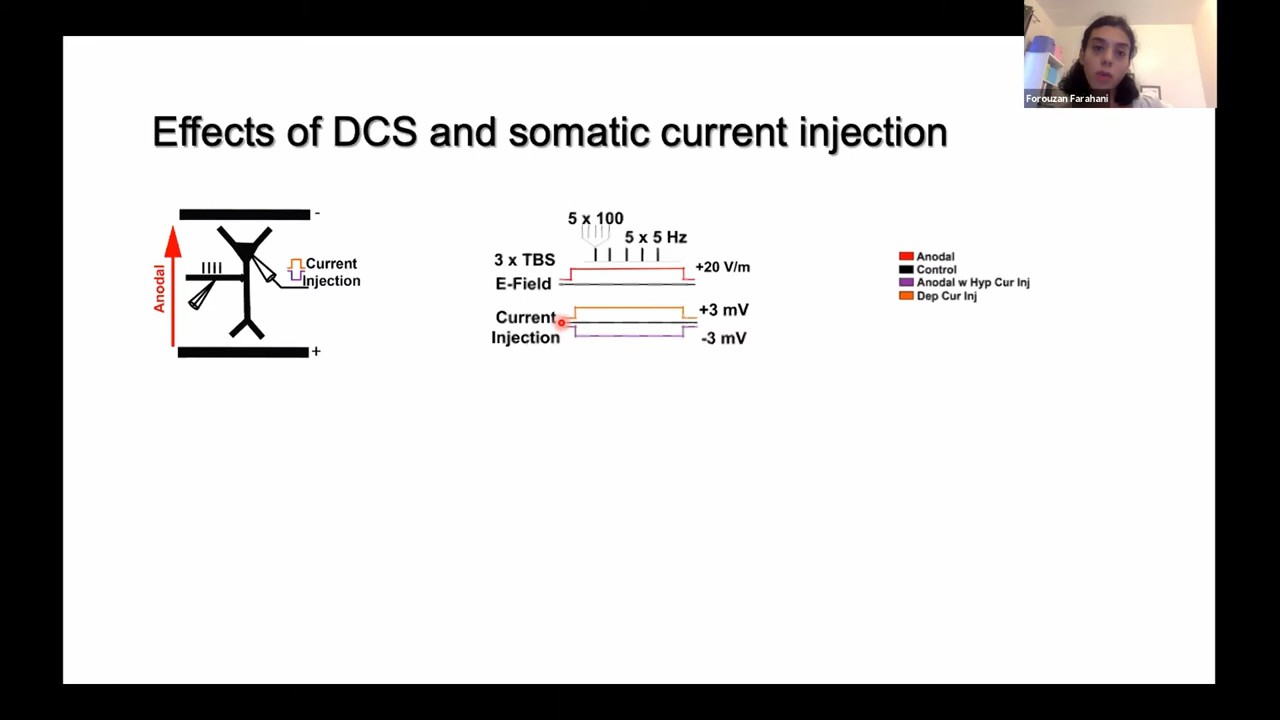 Forouzan Farahani
Effects of DCS and somatic current injection
-
Anodal
Current
Injection
+
5 x 100
5 x 5 Hz
3 x TBS
E-Field
+20 V/m
Current
Injection
+3 mV
-3 mV
Anodal
Control
Anodal w Hyp Cur Inj
Dep Cur Inj